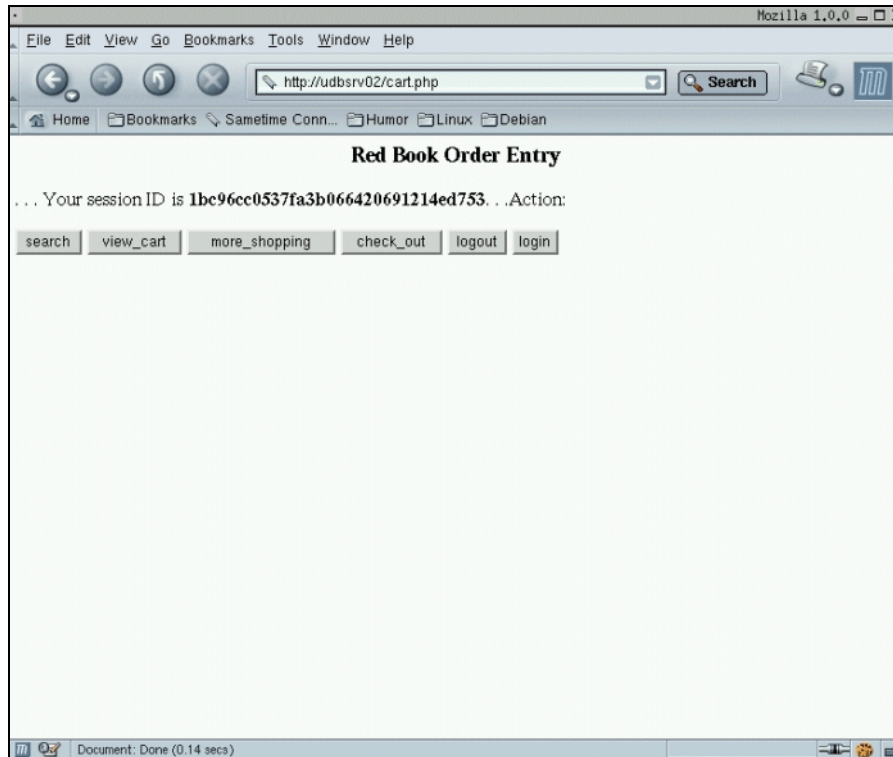 Mozilla 1.0.0
File Edit View Go Bookmarks Tools Window Help
http://udbsrv02/cart.php Search
Home Bookmarks Sametime Conn... Humor Linux Debian
Red Book Order Entry
. . . Your session ID is 1bc96cc0537fa3b066420691214ed753. . .Action:
search view_cart more_shopping check_out logout login
Document: Done (0.14 secs)